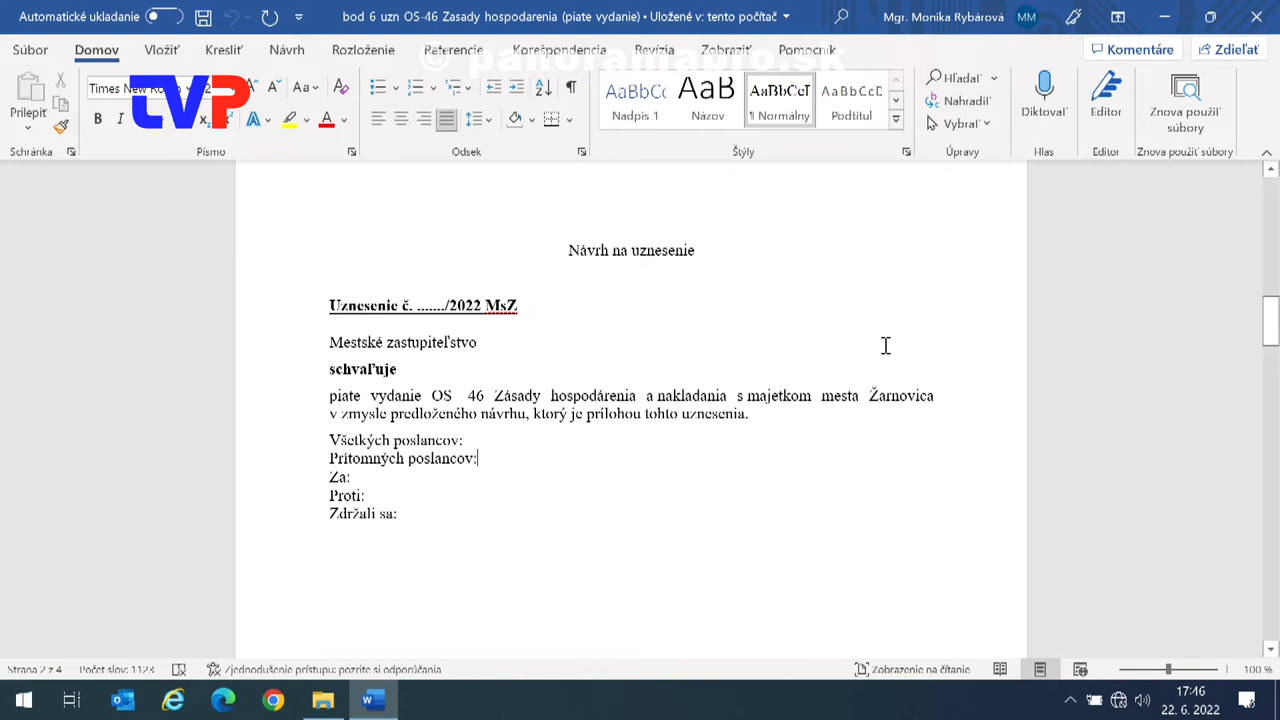 Automatické ukladanie
bod 6 uzn OS-46 Zasady hospodarenia (piate vydanie) • Uložené v: tento počítač
Mgr. Monika Rybárová
MM
Súbor Domov Vložiť Kresliť Návrh Rozloženie Referencie Korešpondencia Revízia Zobraziť Pomocník
Komentáre Zdieľať
© panoramapro.sk
tvP
Times New
Prilepiť
Aa
AaBbCc AaB AaBbCcI AaBbCcD
Nadpis 1 Názov ¶ Normálny Podtitul
Hľadať
Nahradiť
Vybrať
Diktovať
Editor
Znova použiť súbory
Schránka Písmo Odsek Štýly Úpravy Hlas Editor Znova použiť súbory
Návrh na uznesenie
Uznesenie č. ......./2022 MsZ
Mestské zastupiteľstvo
schvaľuje
piate vydanie OS 46 Zásady hospodárenia a nakladania s majetkom mesta Žarnovica
v zmysle predloženého návrhu, ktorý je prílohou tohto uznesenia.
Všetkých poslancov:
Prítomných poslancov:
Za:
Proti:
Zdržali sa:
Strana 2 z 4 Počet slov: 1123 Zjednodušenie prístupu: pozrite si odporúčania
Zobrazenie na čítanie
100 %
17:46
22. 6. 2022